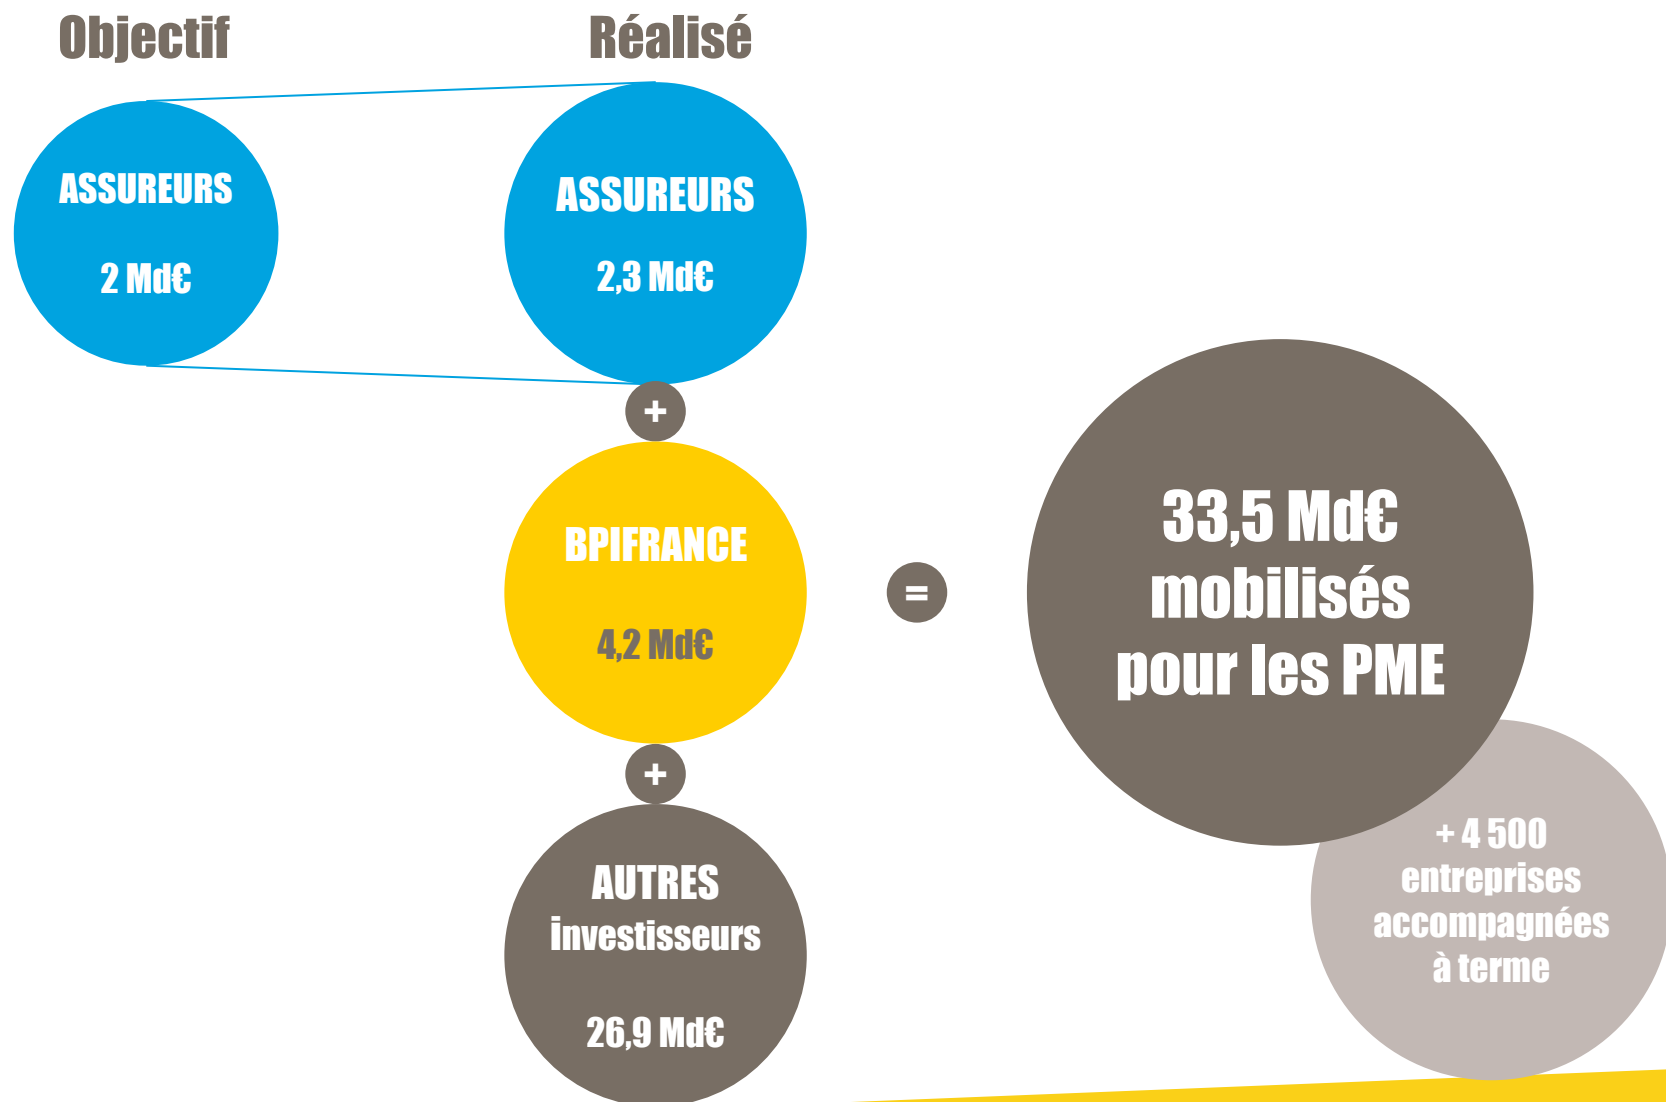 Objectif
Réalisé
ASSUREURS
2 Md€
ASSUREURS
2,3 Md€
+
BPIFRANCE
4,2 Md€
+
AUTRES
investisseurs
26,9 Md€
=
33,5 Md€
mobilisés
pour les PME
+ 4 500
entreprises
accompagnées
à terme